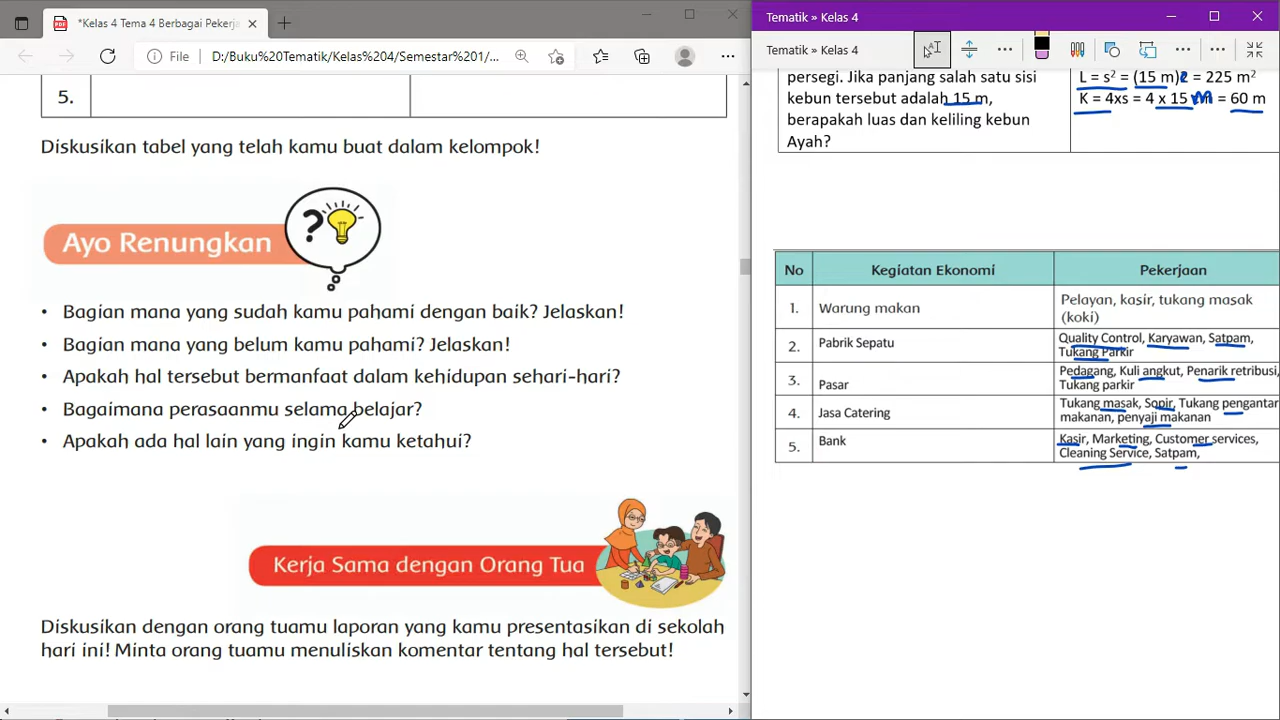 *Kelas 4 Tema 4 Berbagai Pekerja
File
D:/Buku%20Tematik/Kelas%204/Semestar%201/...
5.
Diskusikan tabel yang telah kamu buat dalam kelompok!
?
Ayo Renungkan
• Bagian mana yang sudah kamu pahami dengan baik? Jelaskan!
• Bagian mana yang belum kamu pahami? Jelaskan!
• Apakah hal tersebut bermanfaat dalam kehidupan sehari-hari?
• Bagaimana perasaanmu selama belajar?
• Apakah ada hal lain yang ingin kamu ketahui?
Kerja Sama dengan Orang Tua
Diskusikan dengan orang tuamu laporan yang kamu presentasikan di sekolah
hari ini! Minta orang tuamu menuliskan komentar tentang hal tersebut!
Tematik » Kelas 4
Tematik » Kelas 4
persegi. Jika panjang salah satu sisi
kebun tersebut adalah 15 m,
berapakah luas dan keliling kebun
Ayah?
L = s² = (15 m)2 = 225 m²
K = 4xs = 4 x 15 m = 60 m
No Kegiatan Ekonomi Pekerjaan
1. Warung makan Pelayan, kasir, tukang masak
(koki)
2. Pabrik Sepatu Quality Control, Karyawan, Satpam,
Tukang Parkir
3. Pasar Pedagang, Kuli angkut, Penarik retribusi,
Tukang parkir
4. Jasa Catering Tukang masak, Sopir, Tukang pengantar
makanan, penyaji makanan
5. Bank Kasir, Marketing, Customer services,
Cleaning Service, Satpam,